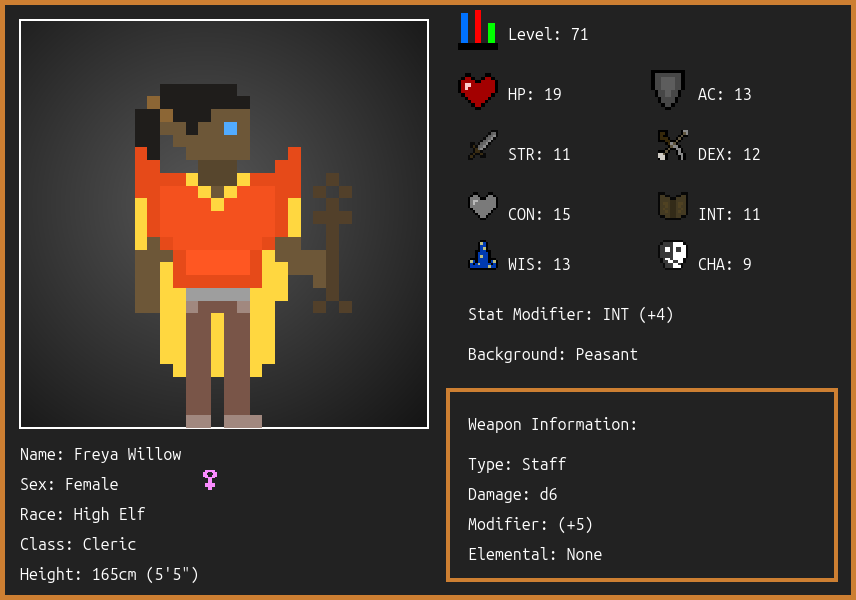 Level: 71
HP: 19
AC: 13
STR: 11
DEX: 12
CON: 15
INT: 11
WIS: 13
CHA: 9
Stat Modifier: INT (+4)
Background: Peasant
Weapon Information:
Type: Staff
Damage: d6
Modifier: (+5)
Elemental: None
Name: Freya Willow
Sex: Female
Race: High Elf
Class: Cleric
Height: 165cm (5'5")